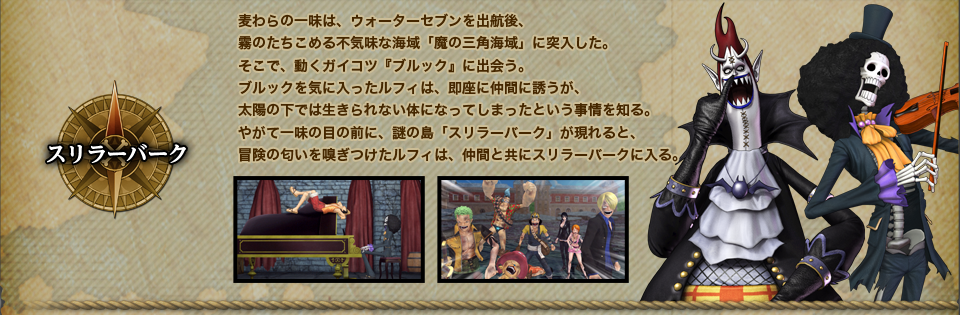 麦わらの一味は、ウォーターセブンを出航後、
霧のたちこめる不気味な海域「魔の三角海域」に突入した。
そこで、動くガイコツ『ブルック』に出会う。
ブルックを気に入ったルフィは、即座に仲間に誘うが、
太陽の下では生きられない体になってしまったという事情を知る。
やがて一味の目の前に、謎の島「スリラーバーク」が現れると、
冒険の匂いを嗅ぎつけたルフィは、仲間と共にスリラーバークに入る。
スリラーバーク